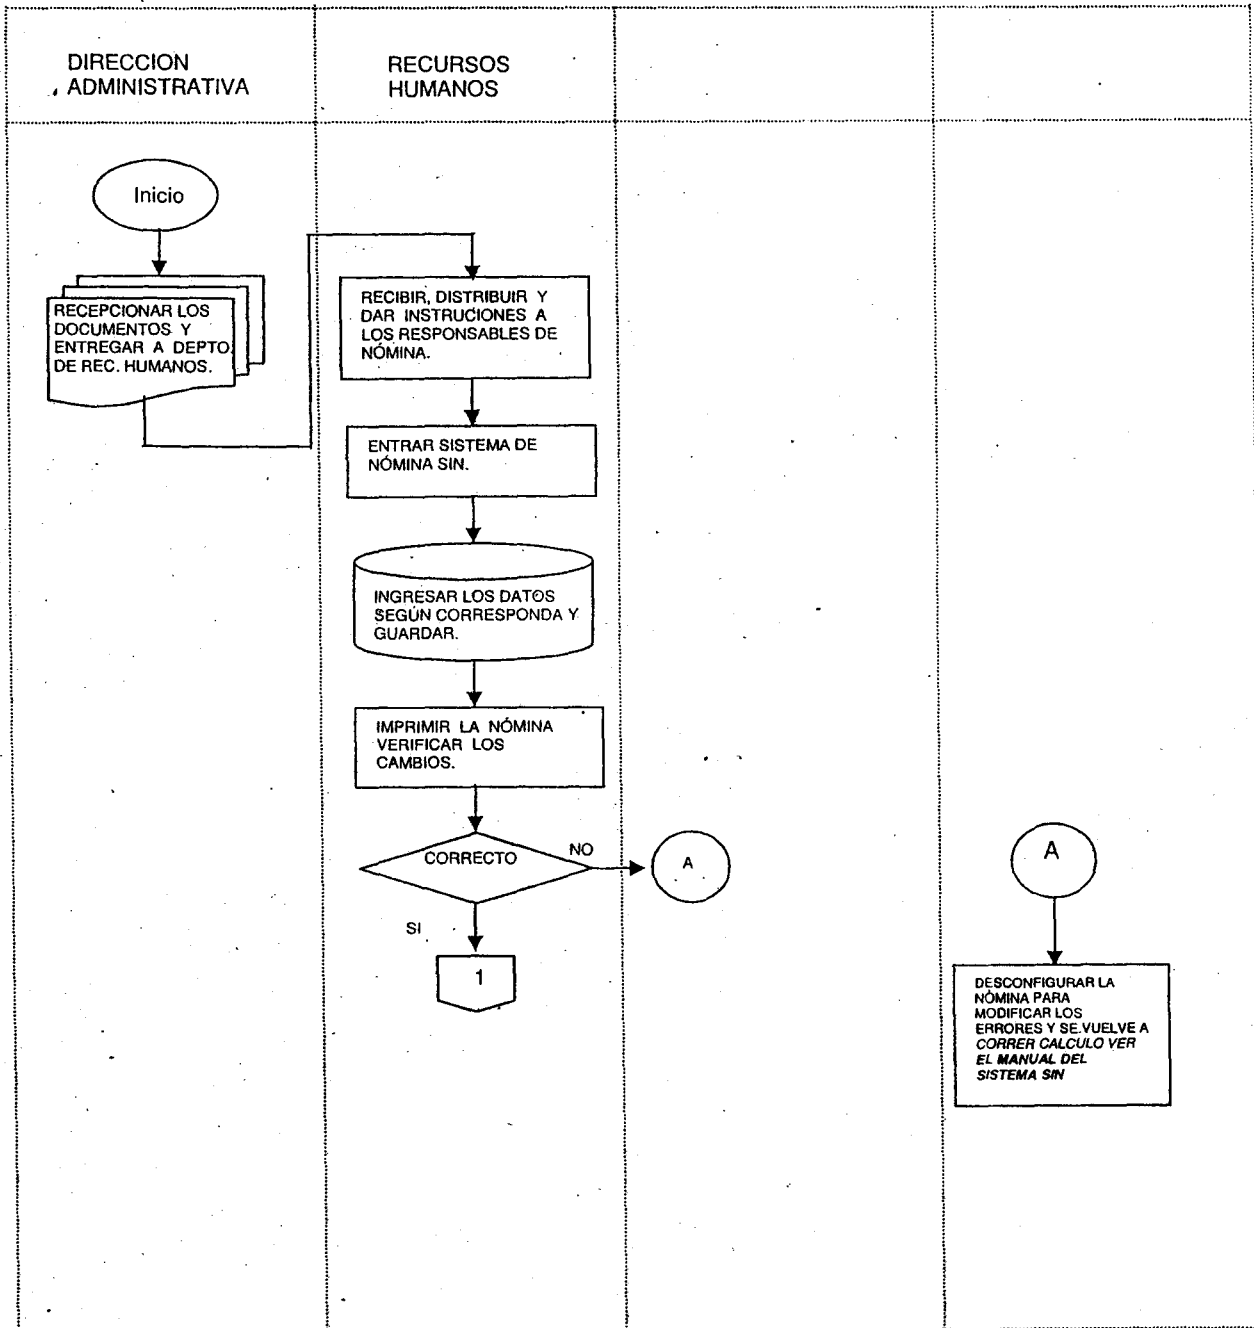 DIRECCION
ADMINISTRATIVA
RECURSOS
HUMANOS
Inicio
RECEPCIONAR LOS
DOCUMENTOS Y
ENTREGAR A DEPTO.
DE REC. HUMANOS.
RECIBIR, DISTRIBUIR Y
DAR INSTRUCIONES A
LOS RESPONSABLES DE
NÓMINA.
ENTRAR SISTEMA DE
NÓMINA SIN.
INGRESAR LOS DATOS
SEGÚN CORRESPONDA Y
GUARDAR.
IMPRIMIR LA NÓMINA
VERIFICAR LOS
CAMBIOS.
CORRECTO
NO
A
SI
1
A
DESCONFIGURAR LA
NÓMINA PARA
MODIFICAR LOS
ERRORES Y SE VUELVE A
CORRER CALCULO VER
EL MANUAL DEL
SISTEMA SIN